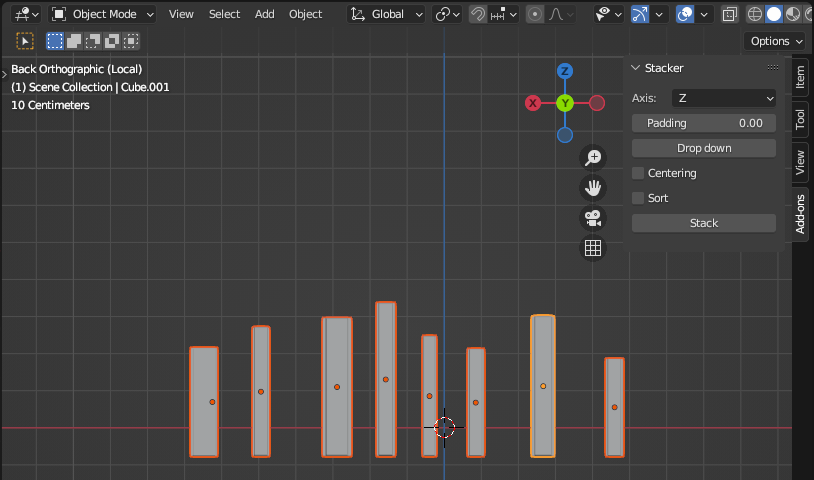 Object Mode View Select Add Object Global
Options
Back Orthographic (Local)
(1) Scene Collection | Cube.001
10 Centimeters
Z
X
Y
Stacker
Axis: Z
Padding 0.00
Drop down
Centering
Sort
Stack
Item
Tool
View
Add-ons